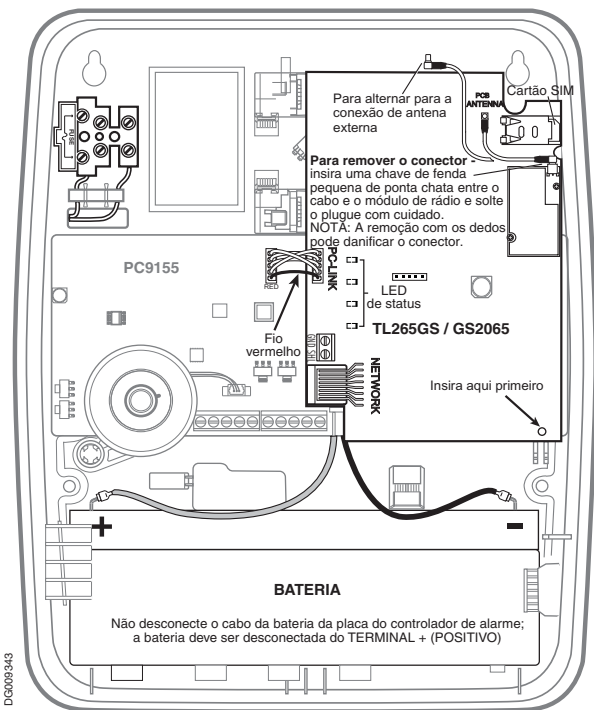 Cartão SIM
PCB
ANTENNA
Para alternar para a
conexão de antena
externa
Para remover o conector -
insira uma chave de fenda
pequena de ponta chata entre o
cabo e o módulo de rádio e solte
o plugue com cuidado.
NOTA: A remoção com os dedos
pode danificar o conector.
FUSE
PC9155
RED
PC-LINK
LED
de status
TL265GS / GS2065
Fio
vermelho
GND SH
NETWORK
Insira aqui primeiro
+
-
BATERIA
Não desconecte o cabo da bateria da placa do controlador de alarme;
a bateria deve ser desconectada do TERMINAL + (POSITIVO)
DG009343